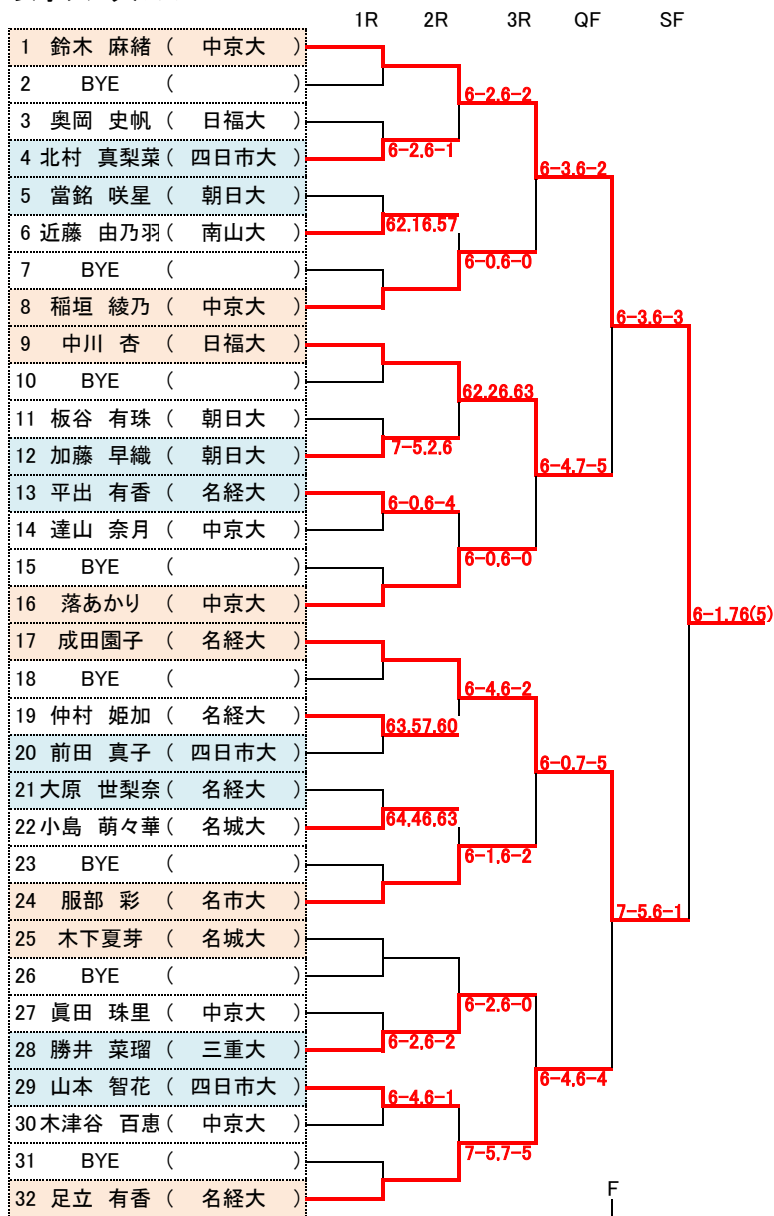 1R 2R 3R QF SF
1 鈴木 麻緒 ( 中京大 )
2 BYE ( )
6-2,6-2
3 奥岡 史帆 ( 日福大 )
4 北村 真梨菜( 四日市大 ) 6-2,6-1
6-3,6-2
5 當銘 咲星 ( 朝日大 )
6 近藤 由乃羽( 南山大 ) 62,16,57
7 BYE ( ) 6-0,6-0
8 稲垣 綾乃 ( 中京大 )
6-3,6-3
9 中川 杏 ( 日福大 )
10 BYE ( ) 62,26,63
11 板谷 有珠 ( 朝日大 )
12 加藤 早織 ( 朝日大 ) 7-5,2,6
6-4,7-5
13 平出 有香 ( 名経大 ) 6-0,6-4
14 達山 奈月 ( 中京大 )
6-0,6-0
15 BYE ( )
16 落あかり ( 中京大 )
6-1,76(5)
17 成田園子 ( 名経大 )
18 BYE ( ) 6-4,6-2
19 仲村 姫加 ( 名経大 ) 63,57,60
20 前田 真子 ( 四日市大 )
6-0,7-5
21 大原 世梨奈( 名経大 )
22 小島 萌々華( 名城大 ) 64,46,63
23 BYE ( ) 6-1,6-2
24 服部 彩 ( 名市大 )
7-5,6-1
25 木下夏芽 ( 名城大 )
26 BYE ( )
6-2,6-0
27 眞田 珠里 ( 中京大 )
28 勝井 菜瑠 ( 三重大 ) 6-2,6-2
29 山本 智花 ( 四日市大 ) 6-4,6-1
6-4,6-4
30 木津谷 百恵( 中京大 )
31 BYE ( ) 7-5,7-5
32 足立 有香 ( 名経大 )
F